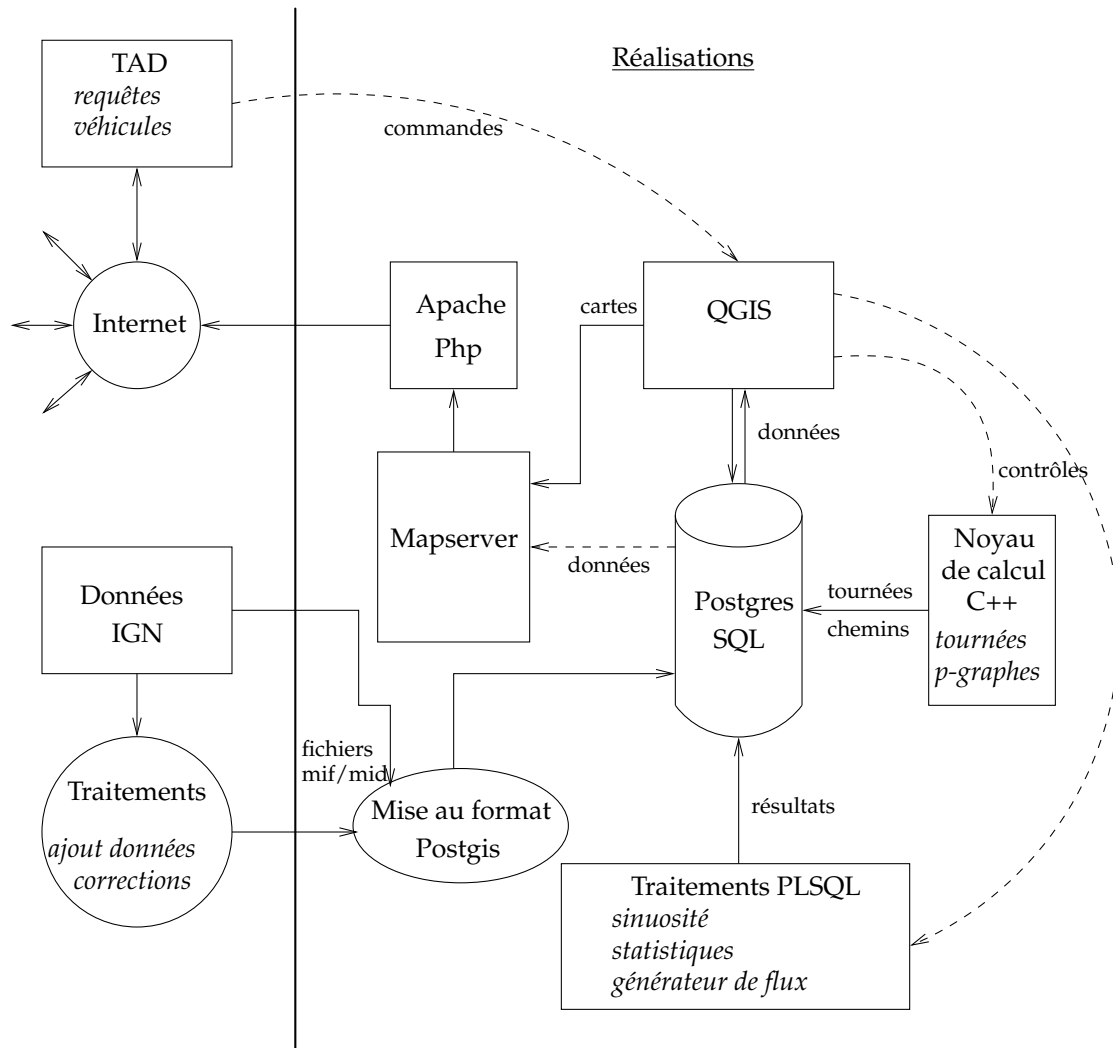 Réalisations
TAD
requêtes
véhicules
commandes
Internet
Apache
Php
cartes
QGIS
données
contrôles
Mapserver
données
Postgres
SQL
tournées
chemins
Noyau
de calcul
C++
tournées
p-graphes
Données
IGN
fichiers
mif/mid
Traitements
ajout données
corrections
Mise au format
Postgis
résultats
Traitements PLSQL
sinuosité
statistiques
générateur de flux